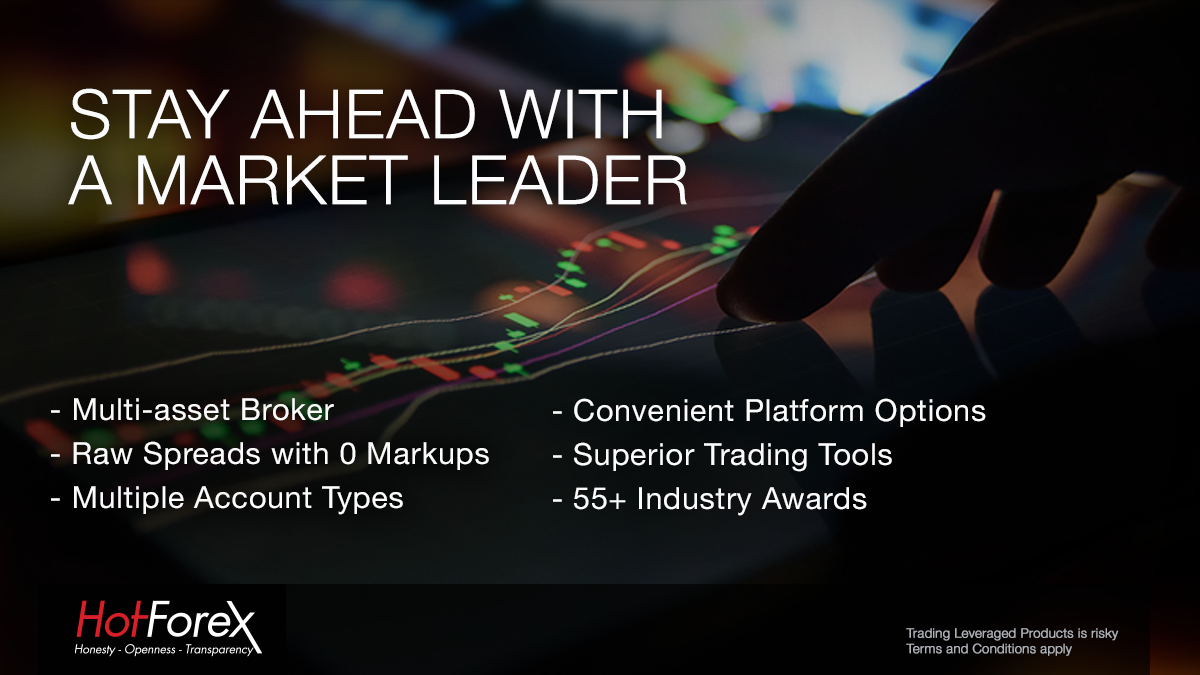 STAY AHEAD WITH
A MARKET LEADER
- Multi-asset Broker
- Raw Spreads with 0 Markups
- Multiple Account Types
- Convenient Platform Options
- Superior Trading Tools
- 55+ Industry Awards
HotForex
Honesty - Openness - Transparency
Trading Leveraged Products is risky
Terms and Conditions apply